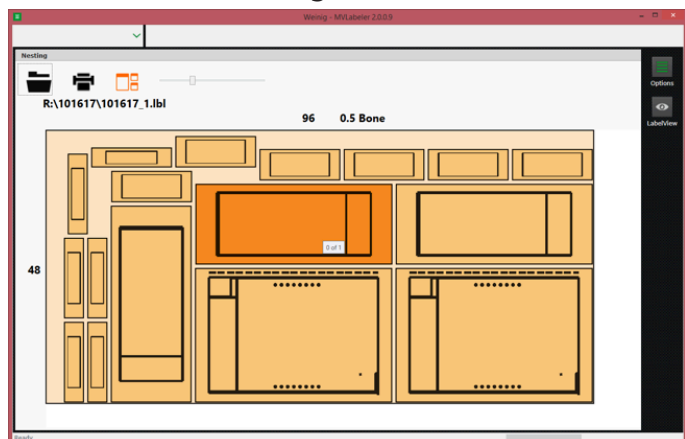 Weinig - MVLabeler 2.0.0.9
Nesting
Options
R:\101617\101617_1.lbl
LabelView
96 0.5 Bone
0 of 1
48
Ready